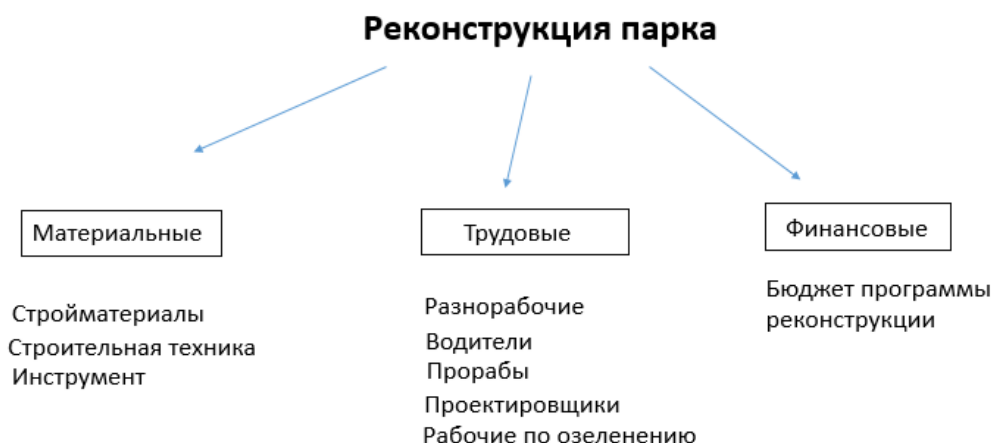 Реконструкция парка
Материальные
Стройматериалы
Строительная техника
Инструмент
Трудовые
Разнорабочие
Водители
Прорабы
Проектировщики
Рабочие по озеленению
Финансовые
Бюджет программы
реконструкции